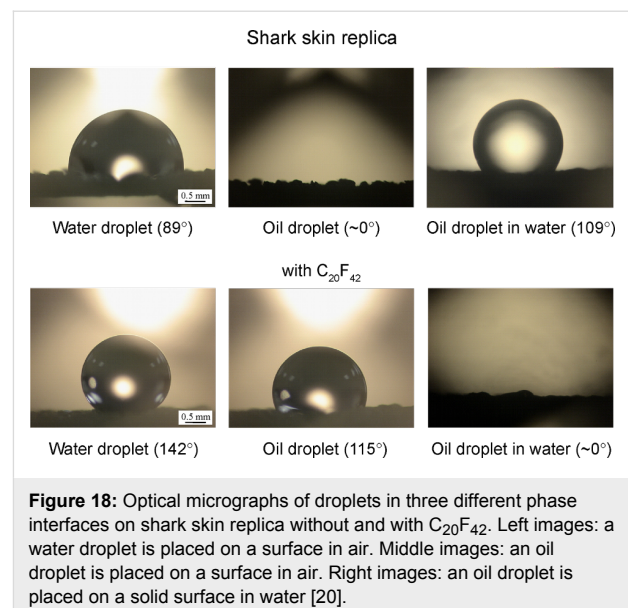 Shark skin replica
0.5 mm
Water droplet (89°)
Oil droplet (~0°)
Oil droplet in water (109°)
with C₂₀F₄₂
0.5 mm
Water droplet (142°)
Oil droplet (115°)
Oil droplet in water (~0°)
Figure 18: Optical micrographs of droplets in three different phase
interfaces on shark skin replica without and with C₂₀F₄₂. Left images: a
water droplet is placed on a surface in air. Middle images: an oil
droplet is placed on a surface in air. Right images: an oil droplet is
placed on a solid surface in water [20].